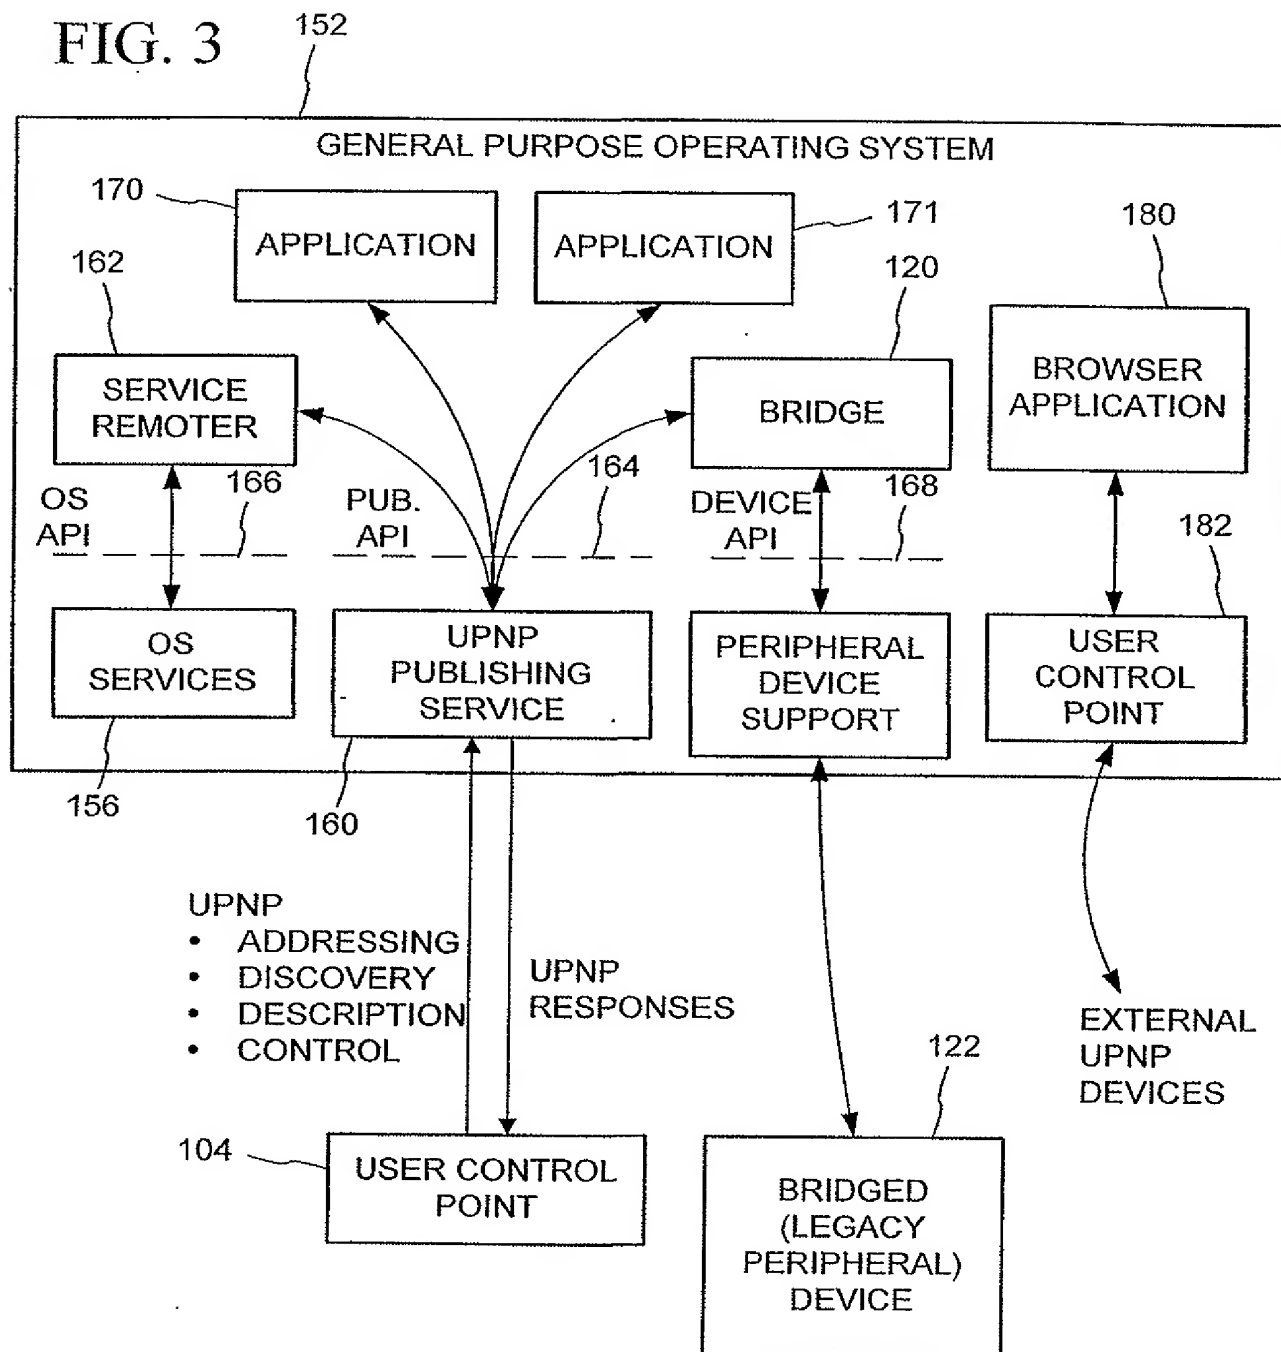 FIG. 3
152
GENERAL PURPOSE OPERATING SYSTEM
170
APPLICATION
APPLICATION
171
180
162
120
SERVICE
REMOTER
BRIDGE
BROWSER
APPLICATION
OS
API
166
PUB.
API
164
DEVICE
API
168
182
OS
SERVICES
UPNP
PUBLISHING
SERVICE
PERIPHERAL
DEVICE
SUPPORT
USER
CONTROL
POINT
156
160
UPNP
• ADDRESSING
• DISCOVERY
• DESCRIPTION
• CONTROL
UPNP
RESPONSES
EXTERNAL
UPNP
DEVICES
122
104
USER CONTROL
POINT
BRIDGED
(LEGACY
PERIPHERAL)
DEVICE